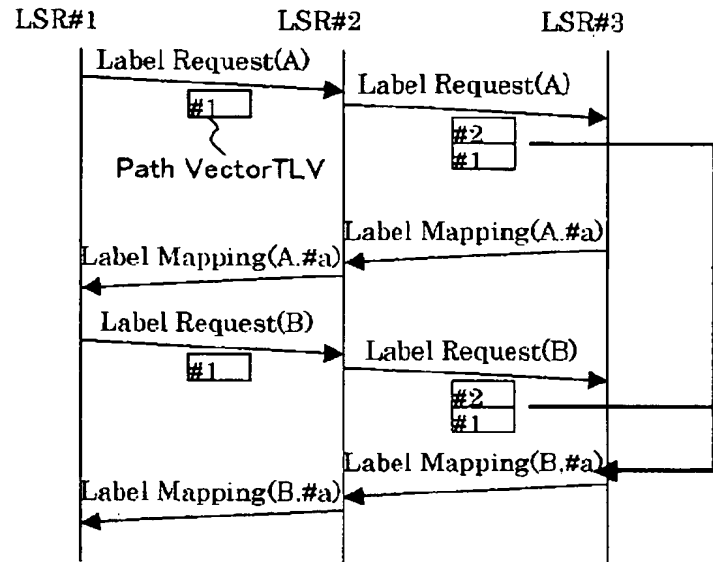 LSR#1 LSR#2 LSR#3
Label Request(A)
Label Request(A)
#1
#2
#1
Path VectorTLV
Label Mapping(A.#a)
Label Mapping(A.#a)
Label Request(B)
Label Request(B)
#1
#2
#1
Label Mapping(B,#a)
Label Mapping(B.#a)